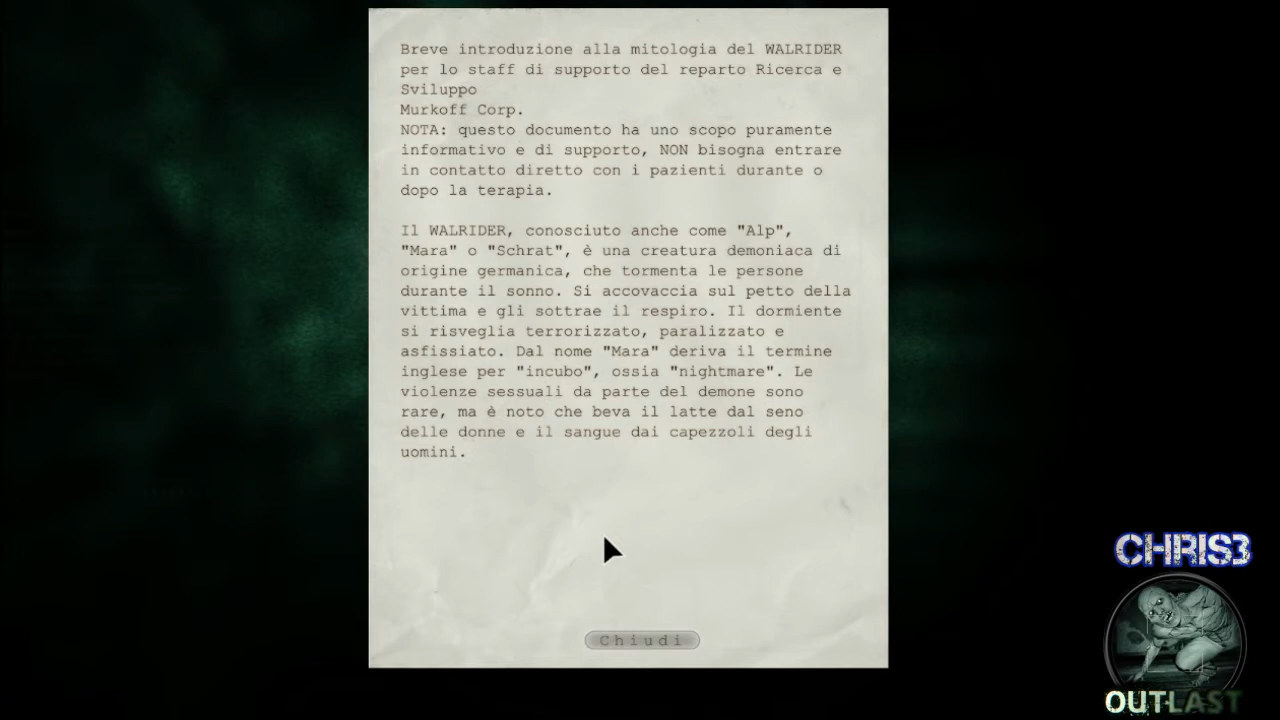 Breve introduzione alla mitologia del WALRIDER
per lo staff di supporto del reparto Ricerca e
Sviluppo
Murkoff Corp.
NOTA: questo documento ha uno scopo puramente
informativo e di supporto, NON bisogna entrare
in contatto diretto con i pazienti durante o
dopo la terapia.

Il WALRIDER, conosciuto anche come "Alp",
"Mara" o "Schrat", è una creatura demoniaca di
origine germanica, che tormenta le persone
durante il sonno. Si accovaccia sul petto della
vittima e gli sottrae il respiro. Il dormiente
si risveglia terrorizzato, paralizzato e
asfissiato. Dal nome "Mara" deriva il termine
inglese per "incubo", ossia "nightmare". Le
violenze sessuali da parte del demone sono
rare, ma è noto che beva il latte dal seno
delle donne e il sangue dai capezzoli degli
uomini.
Chiudi
CHRIS3
OUTLAST